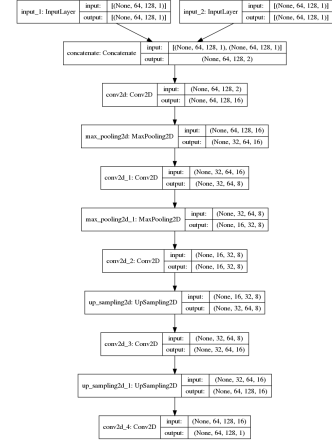 input_1: InputLayer input: [(None, 64, 128, 1)] output: [(None, 64, 128, 1)]
input_2: InputLayer input: [(None, 64, 128, 1)] output: [(None, 64, 128, 1)]
concatenate: Concatenate input: [(None, 64, 128, 1), (None, 64, 128, 1)] output: (None, 64, 128, 2)
conv2d: Conv2D input: (None, 64, 128, 2) output: (None, 64, 128, 16)
max_pooling2d: MaxPooling2D input: (None, 64, 128, 16) output: (None, 32, 64, 16)
conv2d_1: Conv2D input: (None, 32, 64, 16) output: (None, 32, 64, 8)
max_pooling2d_1: MaxPooling2D input: (None, 32, 64, 8) output: (None, 16, 32, 8)
conv2d_2: Conv2D input: (None, 16, 32, 8) output: (None, 16, 32, 8)
up_sampling2d: UpSampling2D input: (None, 16, 32, 8) output: (None, 32, 64, 8)
conv2d_3: Conv2D input: (None, 32, 64, 8) output: (None, 32, 64, 16)
up_sampling2d_1: UpSampling2D input: (None, 32, 64, 16) output: (None, 64, 128, 16)
conv2d_4: Conv2D input: (None, 64, 128, 16) output: (None, 64, 128, 1)